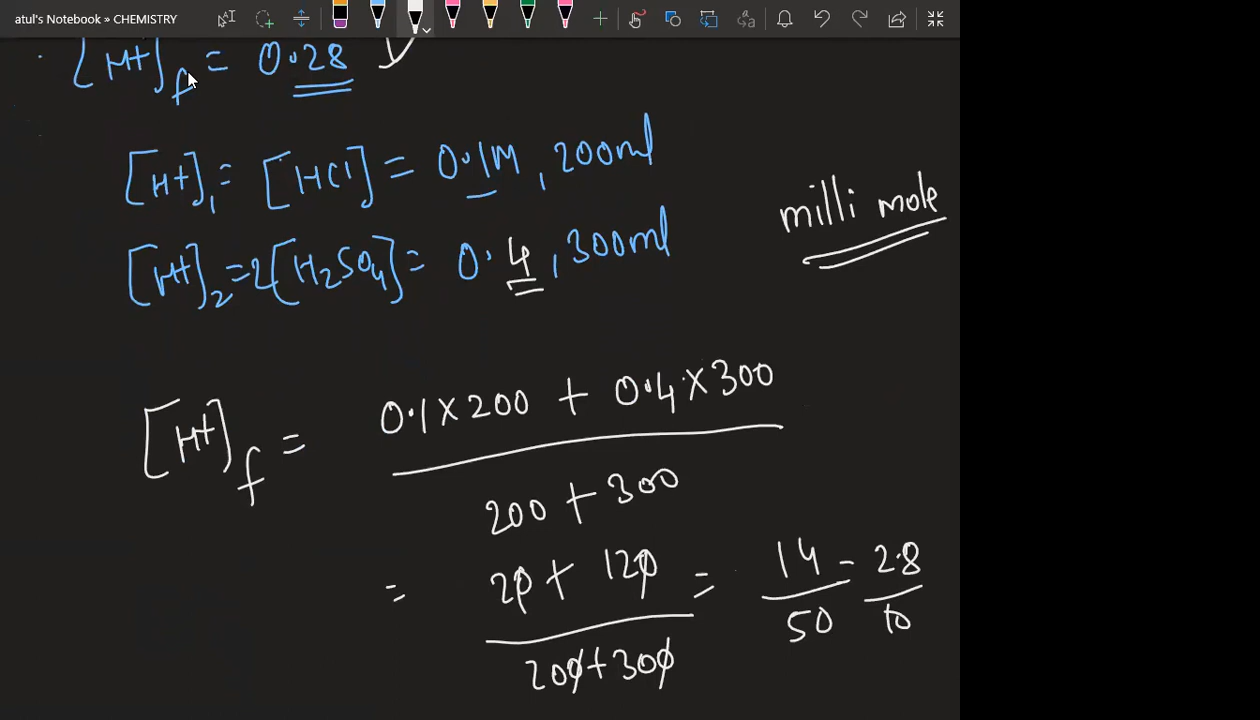 atul's Notebook » CHEMISTRY
[H+]f = 0.28
[H+]1 = [HCl] = 0.1M, 200ml
milli mole
[H+]2 = 2[H2SO4] = 0.4, 300ml
[H+]f = 0.1 x 200 + 0.4 x 300
200 + 300
= 20 + 120 = 14 - 2.8
200 + 300 50 10